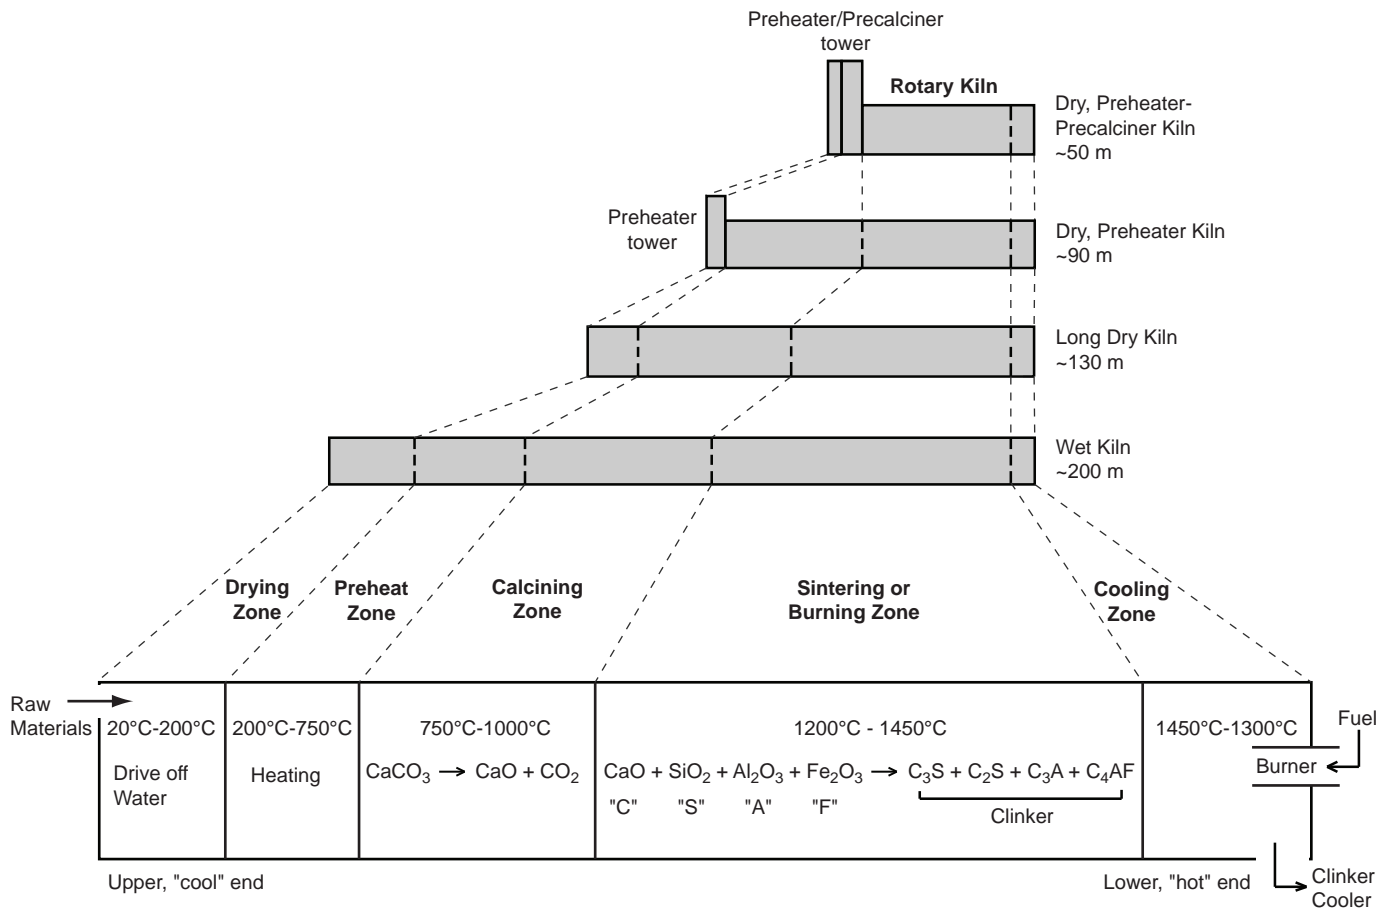 Preheater/Precalciner
tower
Rotary Kiln
Dry, Preheater-
Precalciner Kiln
~50 m
Preheater
tower
Dry, Preheater Kiln
~90 m
Long Dry Kiln
~130 m
Wet Kiln
~200 m
Drying
Zone
Preheat
Zone
Calcining
Zone
Sintering or
Burning Zone
Cooling
Zone
Raw
Materials
20°C-200°C
200°C-750°C
750°C-1000°C
1200°C - 1450°C
1450°C-1300°C
Fuel
Drive off
Water
Heating
CaCO₃ → CaO + CO₂
CaO + SiO₂ + Al₂O₃ + Fe₂O₃ → C₃S + C₂S + C₃A + C₄AF
"C" "S" "A" "F"
Clinker
Burner
Upper, "cool" end
Lower, "hot" end
Clinker
Cooler